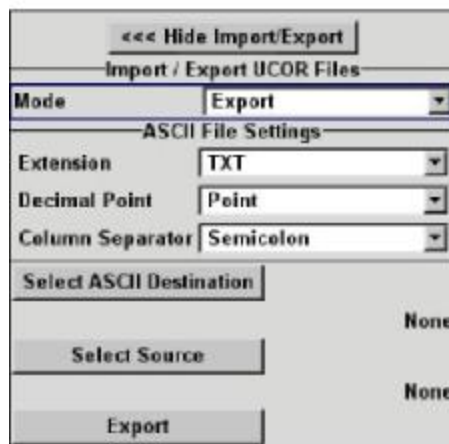 <<< Hide Import/Export
Import / Export UCOR Files
Mode Export
ASCII File Settings
Extension TXT
Decimal Point Point
Column Separator Semicolon
Select ASCII Destination
None
Select Source
None
Export